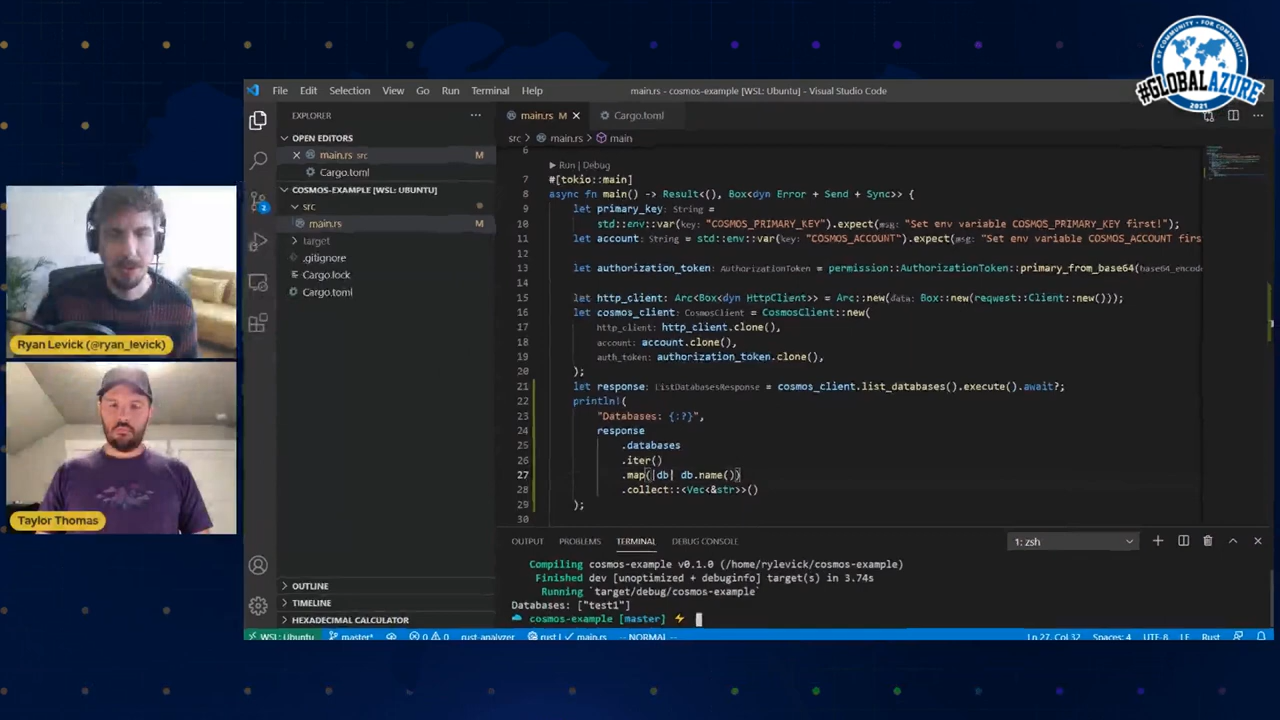 BY COMMUNITY, FOR COMMUNITY
#GLOBALAZURE
2021
File Edit Selection View Go Run Terminal Help
main.rs - cosmos-example [WSL: Ubuntu] - Visual Studio Code
EXPLORER
OPEN EDITORS
main.rs src M
Cargo.toml
COSMOS-EXAMPLE [WSL: UBUNTU]
src
main.rs M
target
.gitignore
Cargo.lock
Cargo.toml
OUTLINE
TIMELINE
HEXADECIMAL CALCULATOR
2
main.rs M
Cargo.toml
src > main.rs > main
6
Run | Debug
7 #[tokio::main]
8 async fn main() -> Result<(), Box<dyn Error + Send + Sync>> {
9 let primary_key: String =
10 std::env::var(key: "COSMOS_PRIMARY_KEY").expect(msg: "Set env variable COSMOS_PRIMARY_KEY first!");
11 let account: String = std::env::var(key: "COSMOS_ACCOUNT").expect(msg: "Set env variable COSMOS_ACCOUNT firs
12
13 let authorization_token: AuthorizationToken = permission::AuthorizationToken::primary_from_base64(base64_encode
14
15 let http_client: Arc<Box<dyn HttpClient>> = Arc::new(data: Box::new(reqwest::Client::new()));
16 let cosmos_client: CosmosClient = CosmosClient::new(
17 http_client: http_client.clone(),
18 account: account.clone(),
19 auth_token: authorization_token.clone(),
20 );
21 let response: ListDatabasesResponse = cosmos_client.list_databases().execute().await?;
22 println!(
23 "Databases: {:?}",
24 response
25 .databases
26 .iter()
27 .map(|db| db.name())
28 .collect::<Vec<&str>>()
29 );
30
OUTPUT PROBLEMS TERMINAL DEBUG CONSOLE
1: zsh
Compiling cosmos-example v0.1.0 (/home/rylevick/cosmos-example)
Finished dev [unoptimized + debuginfo] target(s) in 3.74s
Running `target/debug/cosmos-example`
Databases: ["test1"]
cosmos-example [master]
WSL: Ubuntu master* 0 0 rust-analyzer rust | main.rs -- NORMAL -- Ln 27, Col 32 Spaces: 4 UTF-8 LF Rust
Ryan Levick (@ryan_levick)
Taylor Thomas